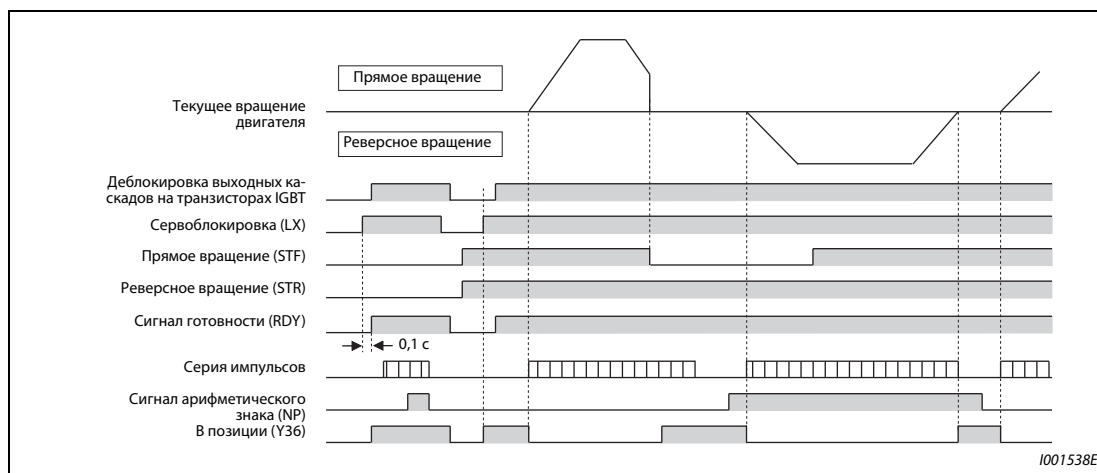 Прямое вращение
Текущее вращение
двигателя
Реверсное вращение
Деблокировка выходных ка-
скадов на транзисторах IGBT
Сервоблокировка (LX)
Прямое вращение (STF)
Реверсное вращение (STR)
Сигнал готовности (RDY)
0,1 с
Серия импульсов
Сигнал арифметического
знака (NP)
В позиции (Y36)
I001538E